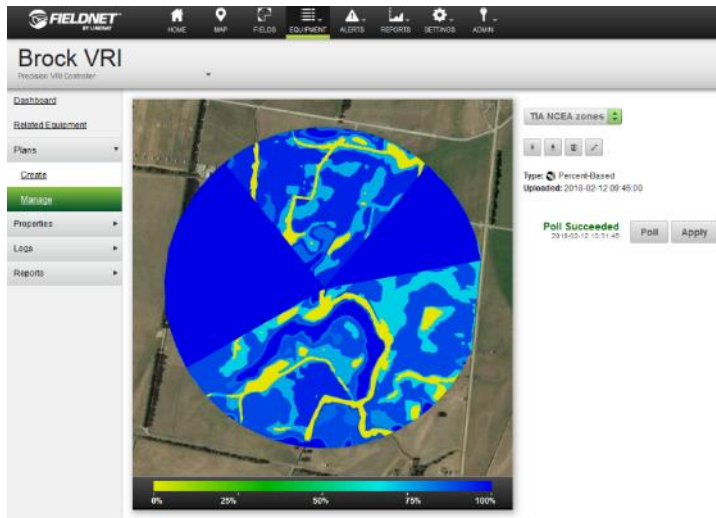 FIELDNET
BY LINDSAY
HOME
MAP
FIELDS
EQUIPMENT
ALERTS
REPORTS
SETTINGS
ADMIN
Brock VRI
Precision VRI Controller
Dashboard
Related Equipment
Plans
Create
Manage
Properties
Logs
Reports
TIA NCEA zones
Type: Percent-Based
Uploaded: 2018-02-12 09:45:00
Poll Succeeded
2018-02-12 10:31:45
Poll
Apply
0% 25% 50% 75% 100%